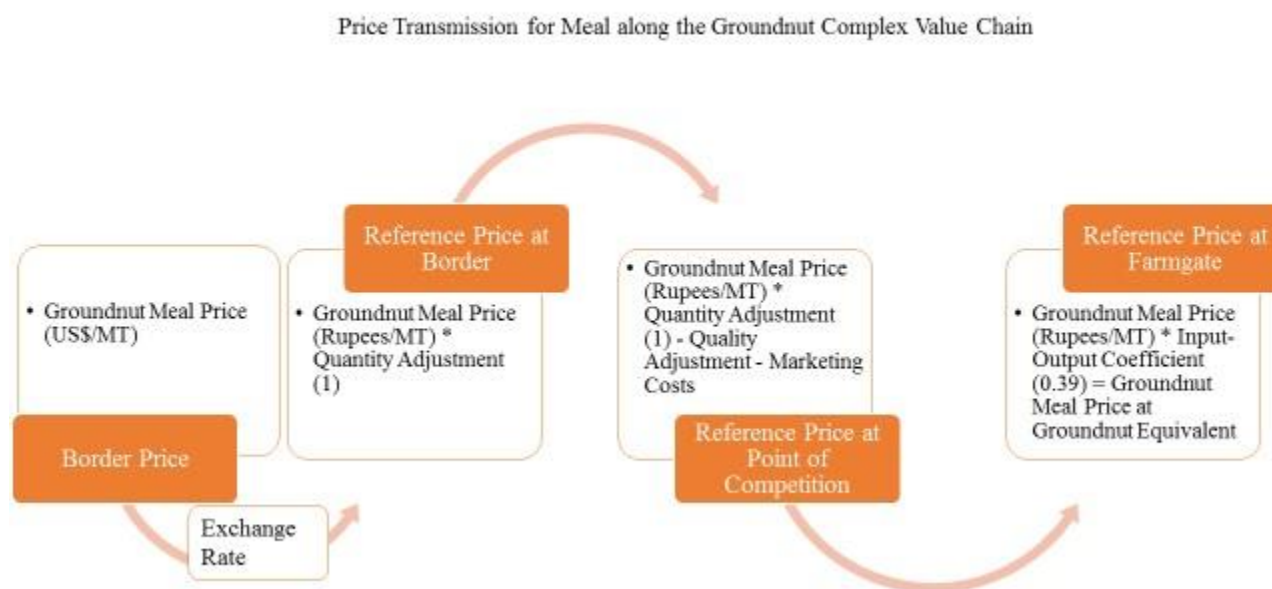 Price Transmission for Meal along the Groundnut Complex Value Chain
• Groundnut Meal Price
(US$/MT)
Border Price
Exchange
Rate
Reference Price at
Border
• Groundnut Meal Price
(Rupees/MT) *
Quantity Adjustment
(1)
• Groundnut Meal Price
(Rupees/MT) *
Quantity Adjustment
(1) - Quality
Adjustment - Marketing
Costs
Reference Price at
Point of
Competition
Reference Price at
Farmgate
• Groundnut Meal Price
(Rupees/MT) * Input-
Output Coefficient
(0.39) = Groundnut
Meal Price at
Groundnut Equivalent